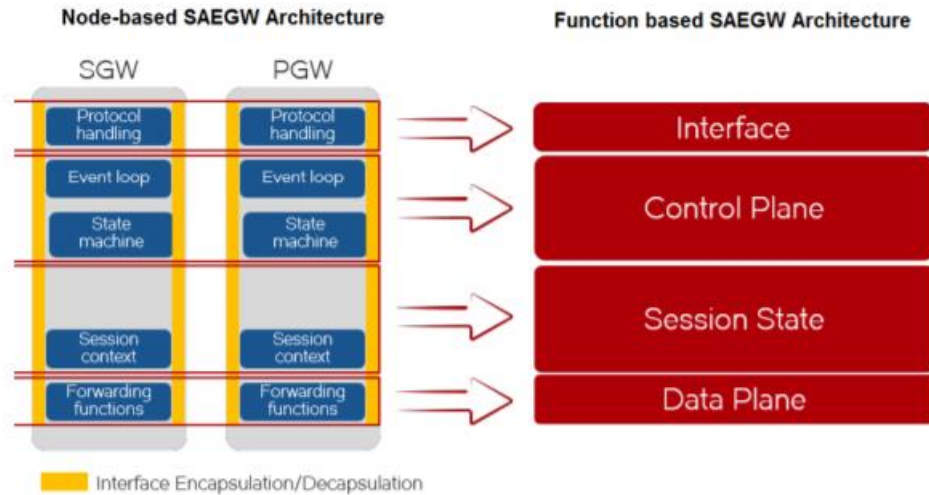 Node-based SAEGW Architecture
Function based SAEGW Architecture
SGW
PGW
Protocol
handling
Protocol
handling
Interface
Event loop
Event loop
State
machine
State
machine
Control Plane
Session
context
Session
context
Session State
Forwarding
functions
Forwarding
functions
Data Plane
Interface Encapsulation/Decapsulation